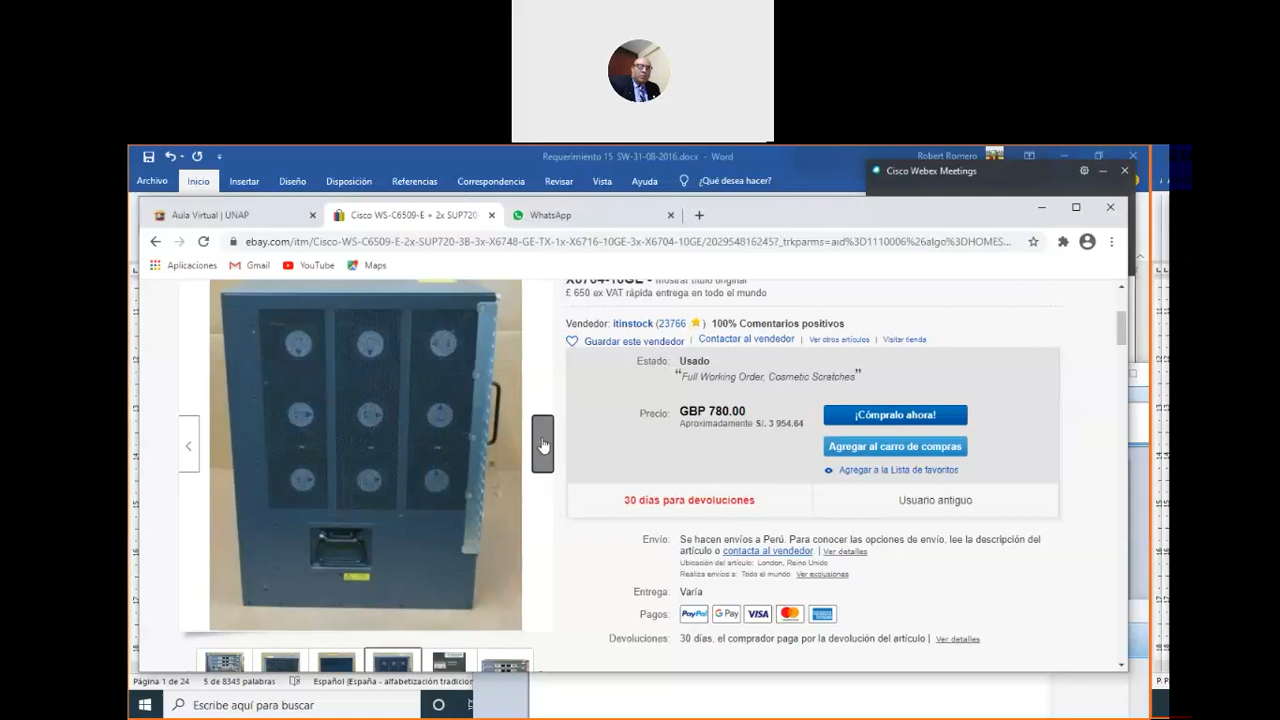 Requerimiento 15 SW-31-08-2016.docx - Word
Robert Romero
Archivo Inicio Insertar Diseño Disposición Referencias Correspondencia Revisar Vista Ayuda ¿Qué desea hacer?
Cisco Webex Meetings
Aula Virtual | UNAP
Cisco WS-C6509-E + 2x SUP720-
WhatsApp
ebay.com/itm/Cisco-WS-C6509-E-2x-SUP720-3B-3x-X6748-GE-TX-1x-X6716-10GE-3x-X6704-10GE/202954816245?_trkparms=aid%3D1110006%26algo%3DHOMES...
Aplicaciones Gmail YouTube Maps
X6704-10GE - mostrar título original
£ 650 ex VAT rápida entrega en todo el mundo
Vendedor: itinstock (23766 ) 100% Comentarios positivos
Guardar este vendedor | Contactar al vendedor | Ver otros artículos | Visitar tienda
Estado: Usado
“Full Working Order, Cosmetic Scratches”
Precio: GBP 780.00
Aproximadamente S/. 3 954.64
¡Cómpralo ahora!
Agregar al carro de compras
Agregar a la Lista de favoritos
30 días para devoluciones
Usuario antiguo
Envío: Se hacen envíos a Perú. Para conocer las opciones de envío, lee la descripción del
artículo o contacta al vendedor. | Ver detalles
Ubicación del artículo: London, Reino Unido
Realiza envíos a: Todo el mundo Ver exclusiones
Entrega: Varía
Pagos: PayPal G Pay VISA
Devoluciones: 30 días, el comprador paga por la devolución del artículo | Ver detalles
Página 1 de 24 5 de 8343 palabras Español (España - alfabetización tradicion
Escribe aquí para buscar